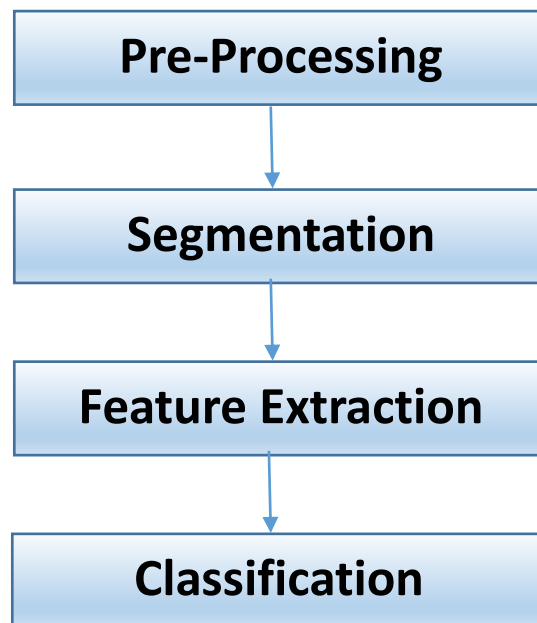 Pre-Processing
Segmentation
Feature Extraction
Classification